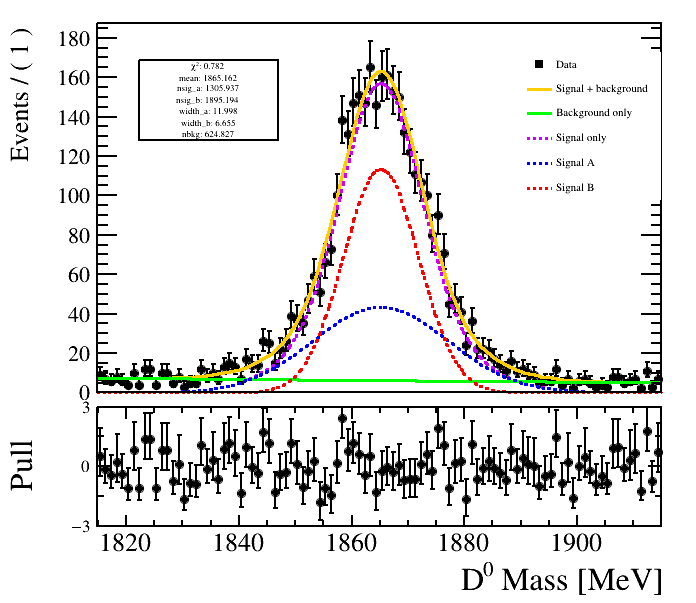 Events / ( 1 )
180
160
140
120
100
80
60
40
20
0
χ²: 0.782
mean: 1865.162
nsig_a: 1305.937
nsig_b: 1895.194
width_a: 11.998
width_b: 6.655
nbkg: 624.827
Data
Signal + background
Background only
Signal only
Signal A
Signal B
Pull
3
0
−3
1820 1840 1860 1880 1900
D⁰ Mass [MeV]